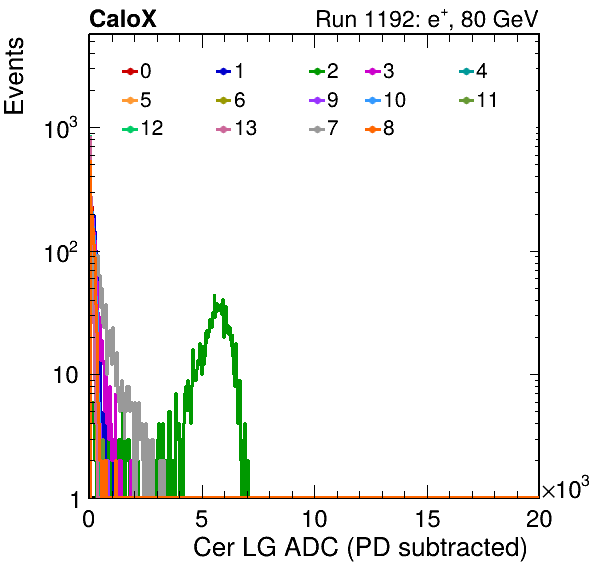 CaloX Run 1192: e⁺, 80 GeV
Events
0 1 2 3 4
5 6 9 10 11
12 13 7 8
10³
10²
10
1
0 5 10 15 20 ×10³
Cer LG ADC (PD subtracted)